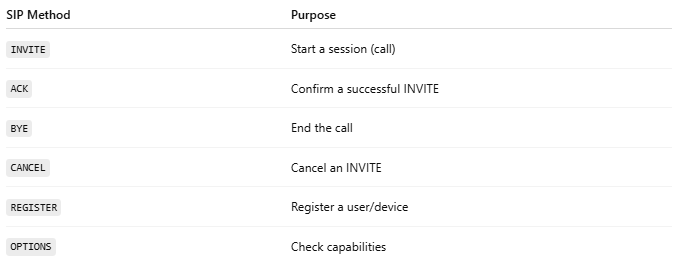 SIP Method Purpose
INVITE Start a session (call)
ACK Confirm a successful INVITE
BYE End the call
CANCEL Cancel an INVITE
REGISTER Register a user/device
OPTIONS Check capabilities